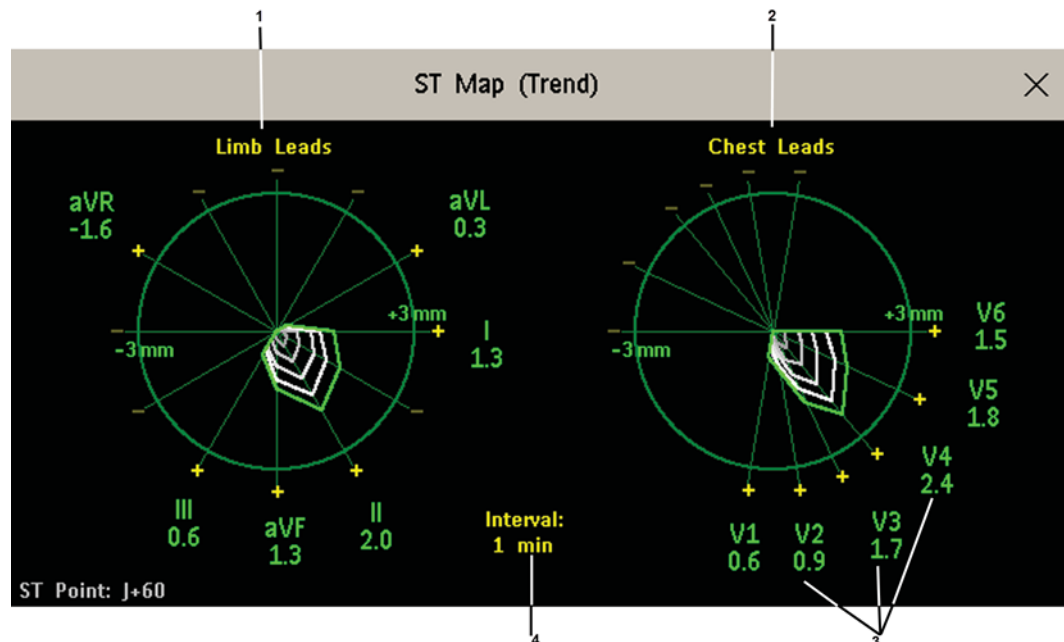 1
2
ST Map (Trend)
Limb Leads
Chest Leads
aVR
-1.6
aVL
0.3
+3 mm
-3 mm
I
1.3
III
0.6
aVF
1.3
II
2.0
+3 mm
-3 mm
V6
1.5
V5
1.8
V4
2.4
V3
1.7
V2
0.9
V1
0.6
Interval:
1 min
ST Point: J+60
4
3